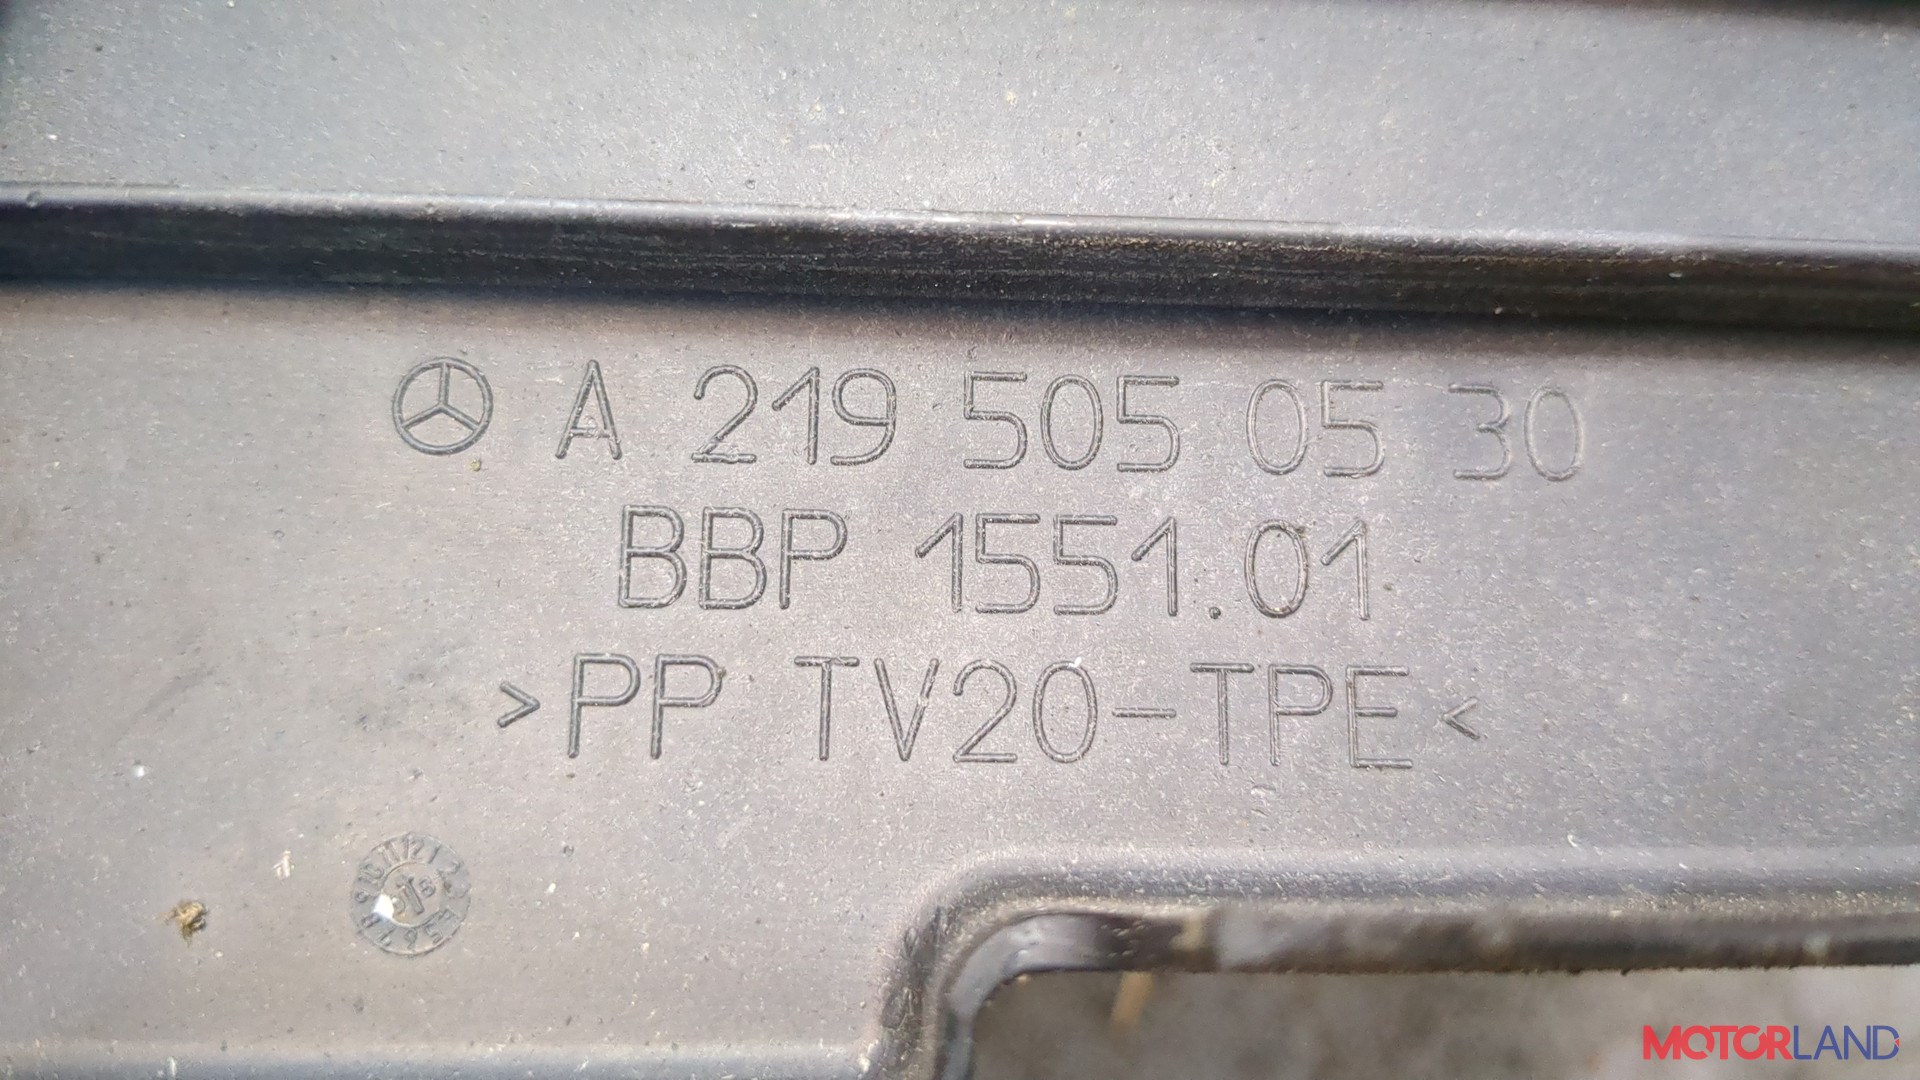 A 219 505 05 30
BBP 1551.01
>PP TV20-TPE<
MOTORLAND